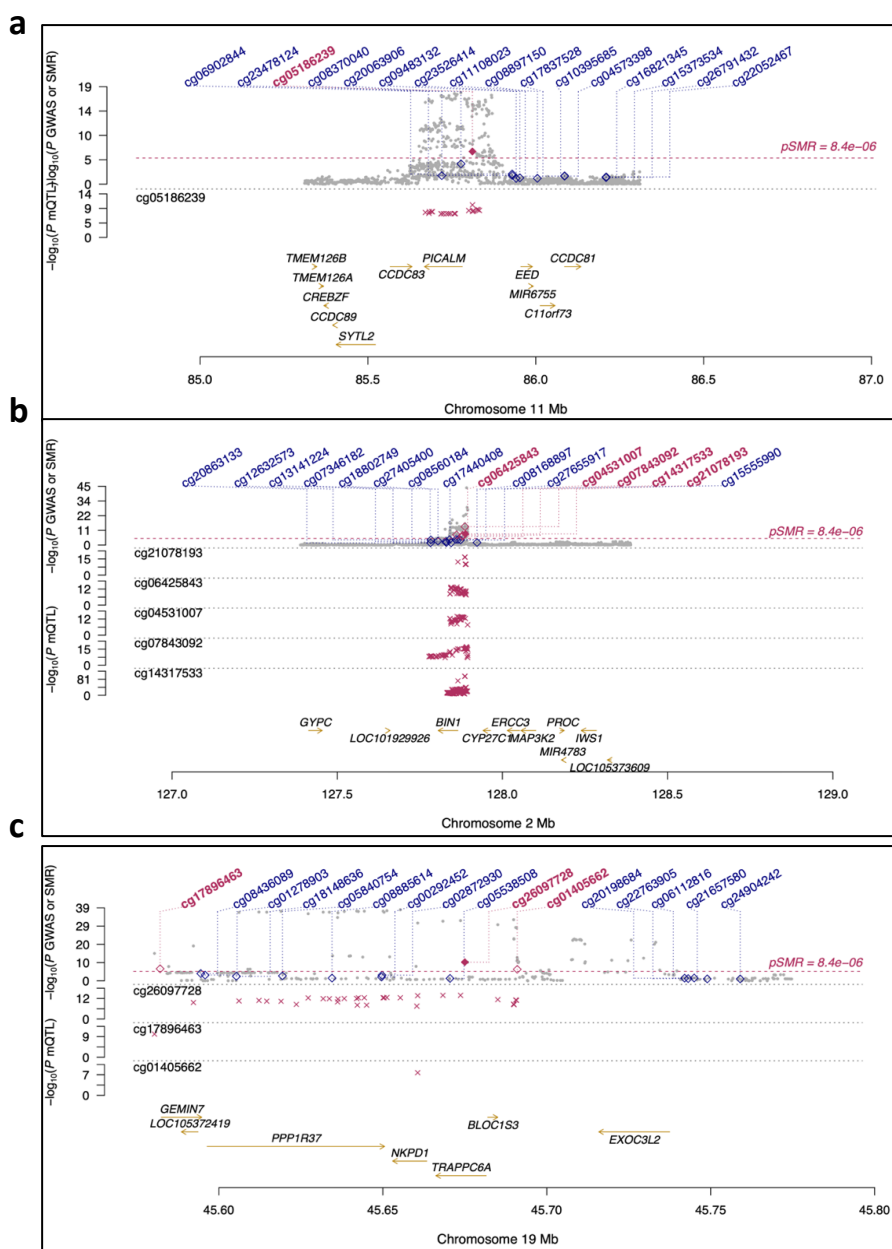 a
cg06902844 cg23478124 cg05186239 cg08370040 cg20063906 cg09483132 cg23526414 cg11108023 cg08897150 cg17837528 cg10395685 cg04573398 cg16821345 cg15373534 cg26791432 cg22052467
−log10(P GWAS or SMR)
19
14
10
5
0
pSMR = 8.4e−06
cg05186239
−log10(P mQTL)
14
9
5
0
TMEM126B
TMEM126A
CREBZF
CCDC89
SYTL2
CCDC83
PICALM
EED
MIR6755
C11orf73
CCDC81
85.0 85.5 86.0 86.5 87.0
Chromosome 11 Mb
b
cg20863133 cg12632573 cg13141224 cg07346182 cg18802749 cg27405400 cg08560184 cg17440408 cg06425843 cg08168897 cg27655917 cg04531007 cg07843092 cg14317533 cg21078193 cg15555990
−log10(P GWAS or SMR)
45
34
22
11
0
pSMR = 8.4e−06
−log10(P mQTL)
cg21078193
15
0
cg06425843
12
0
cg04531007
12
0
cg07843092
15
0
cg14317533
81
0
GYPC
LOC101929926
BIN1
CYP27C1
ERCC3
MAP3K2
PROC
MIR4783
IWS1
LOC105373609
127.0 127.5 128.0 128.5 129.0
Chromosome 2 Mb
c
cg17896463 cg08436089 cg01278903 cg18148636 cg05840754 cg08885614 cg00292452 cg02872930 cg05538508 cg26097728 cg01405662 cg20198684 cg22763905 cg06112816 cg21657580 cg24904242
−log10(P GWAS or SMR)
39
29
20
10
0
pSMR = 8.4e−06
−log10(P mQTL)
cg26097728
12
0
cg17896463
9
0
cg01405662
7
0
GEMIN7
LOC105372419
PPP1R37
NKPD1
TRAPPC6A
BLOC1S3
EXOC3L2
45.60 45.65 45.70 45.75 45.80
Chromosome 19 Mb